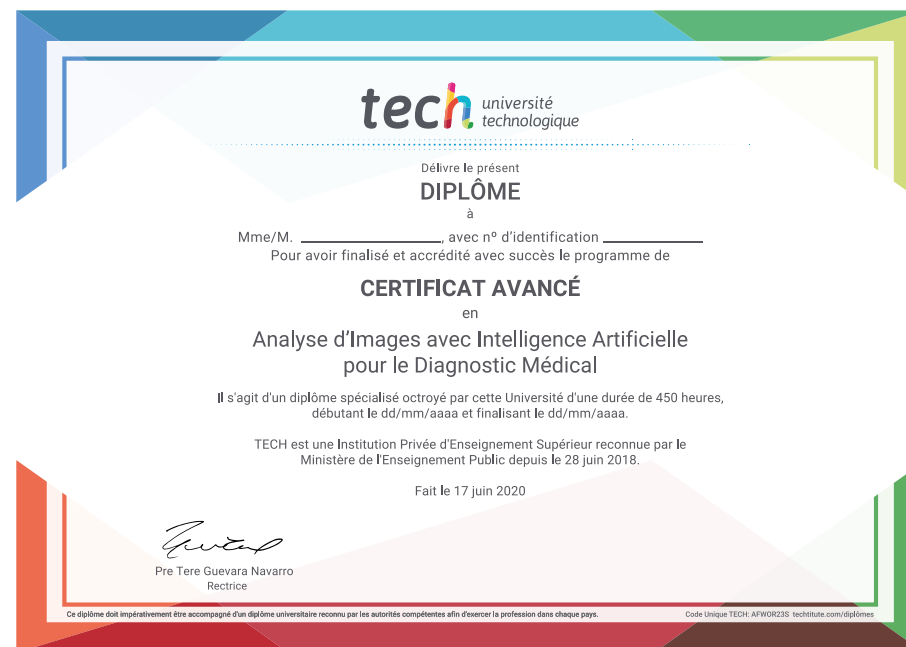 tech université
technologique
Délivre le présent
DIPLÔME
à
Mme/M. ____________________, avec nº d'identification ______________
Pour avoir finalisé et accrédité avec succès le programme de
CERTIFICAT AVANCÉ
en
Analyse d'Images avec Intelligence Artificielle
pour le Diagnostic Médical
Il s'agit d'un diplôme spécialisé octroyé par cette Université d'une durée de 450 heures,
débutant le dd/mm/aaaa et finalisant le dd/mm/aaaa.
TECH est une Institution Privée d'Enseignement Supérieur reconnue par le
Ministère de l'Enseignement Public depuis le 28 juin 2018.
Fait le 17 juin 2020
Pre Tere Guevara Navarro
Rectrice
Ce diplôme doit impérativement être accompagné d'un diplôme universitaire reconnu par les autorités compétentes afin d'exercer la profession dans chaque pays.
Code Unique TECH: AFWOR23S techtitute.com/diplômes